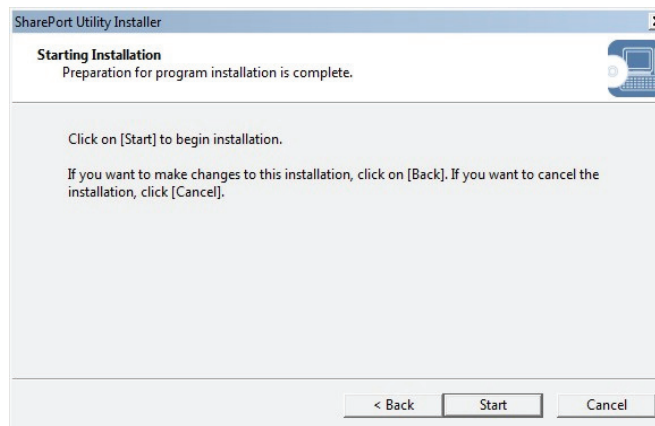 SharePort Utility Installer
Starting Installation
Preparation for program installation is complete.
Click on [Start] to begin installation.
If you want to make changes to this installation, click on [Back]. If you want to cancel the
installation, click [Cancel].
< Back Start Cancel